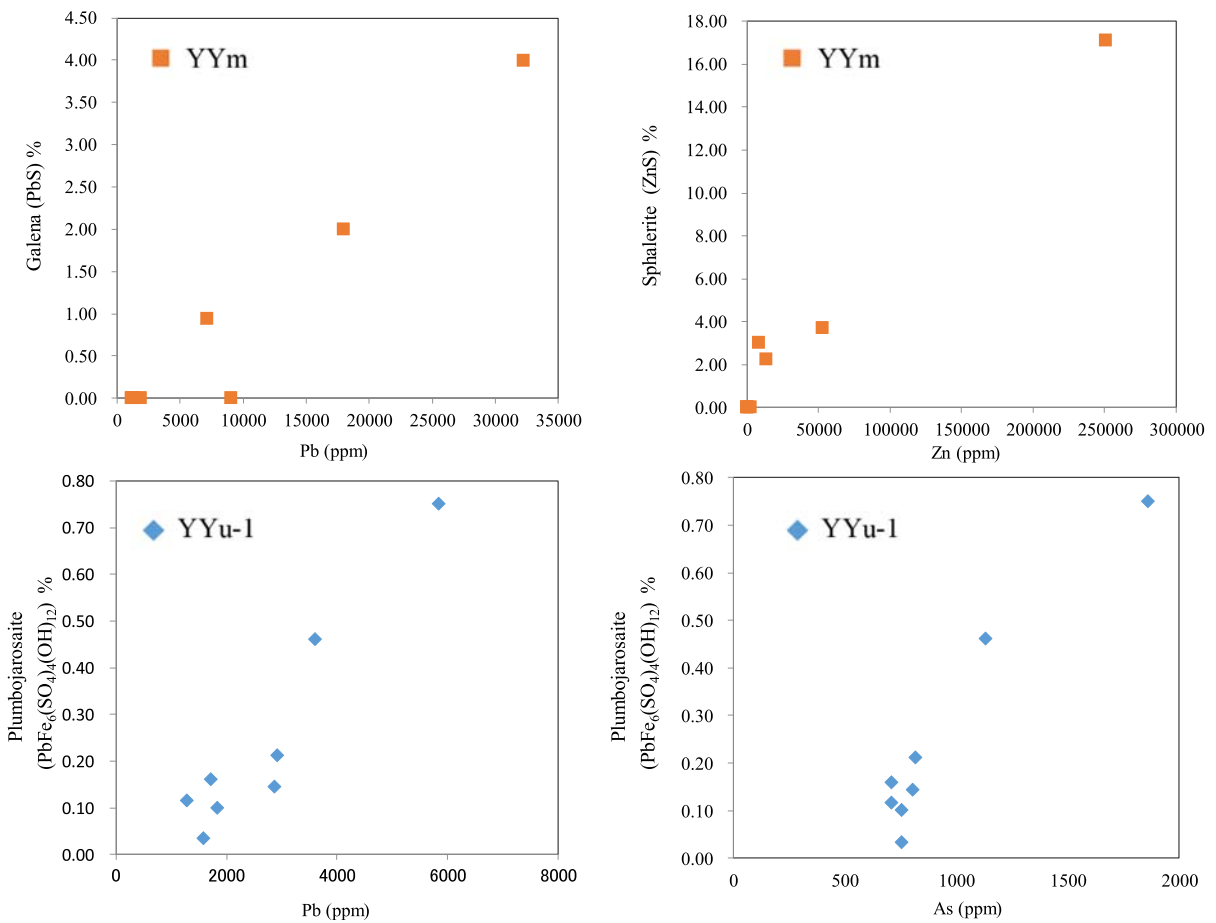 4.50
4.00
3.50
3.00
2.50
2.00
1.50
1.00
0.50
0.00
Galena (PbS) %
YYm
0 5000 10000 15000 20000 25000 30000 35000
Pb (ppm)
18.00
16.00
14.00
12.00
10.00
8.00
6.00
4.00
2.00
0.00
Sphalerite (ZnS) %
YYm
0 50000 100000 150000 200000 250000 300000
Zn (ppm)
0.80
0.70
0.60
0.50
0.40
0.30
0.20
0.10
0.00
Plumbojarosaite
(PbFe6(SO4)4(OH)12) %
YYu-1
0 2000 4000 6000 8000
Pb (ppm)
0.80
0.70
0.60
0.50
0.40
0.30
0.20
0.10
0.00
Plumbojarosaite
(PbFe6(SO4)4(OH)12) %
YYu-1
0 500 1000 1500 2000
As (ppm)